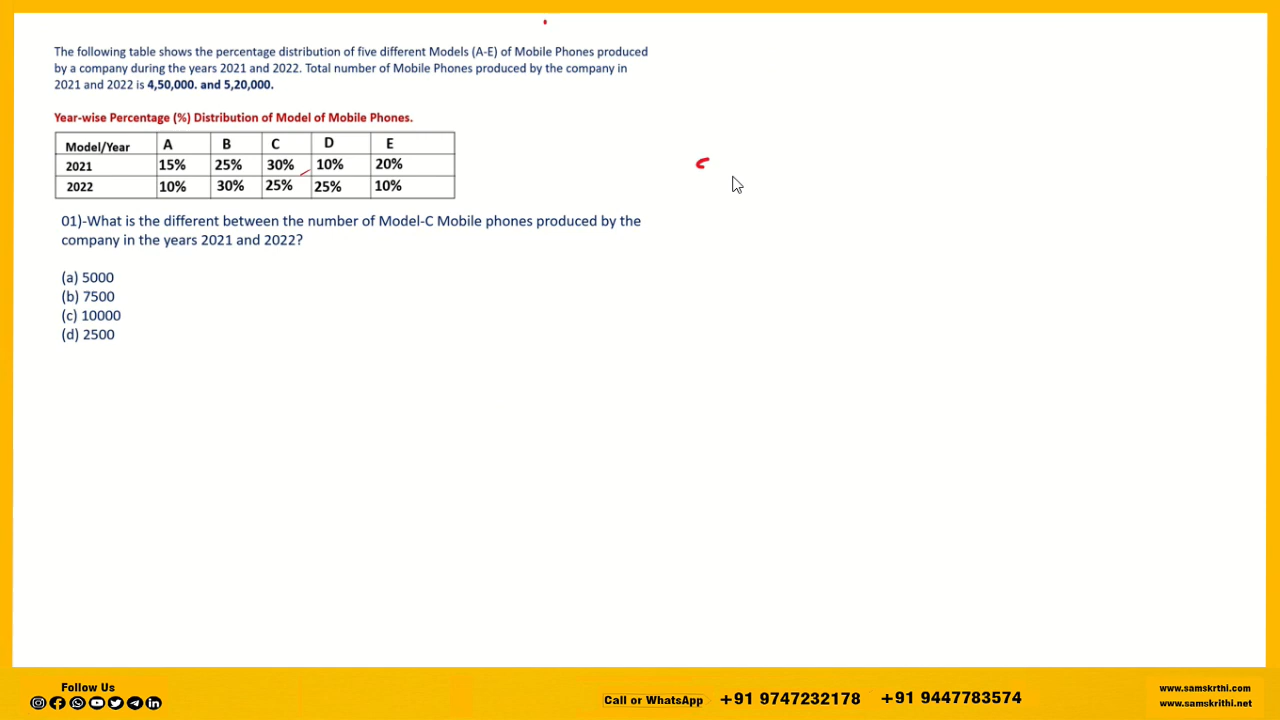 The following table shows the percentage distribution of five different Models (A-E) of Mobile Phones produced
by a company during the years 2021 and 2022. Total number of Mobile Phones produced by the company in
2021 and 2022 is 4,50,000. and 5,20,000.
Year-wise Percentage (%) Distribution of Model of Mobile Phones.
Model/Year A B C D E
2021 15% 25% 30% 10% 20%
2022 10% 30% 25% 25% 10%
01)-What is the different between the number of Model-C Mobile phones produced by the
company in the years 2021 and 2022?
(a) 5000
(b) 7500
(c) 10000
(d) 2500
Follow Us
Call or WhatsApp +91 9747232178 +91 9447783574
www.samskrthi.com
www.samskrthi.net